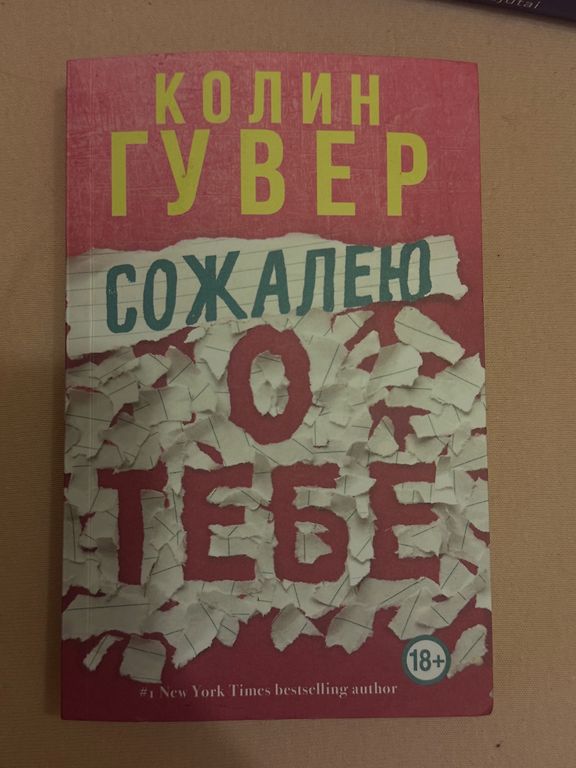 КОЛИН
ГУВЕР
СОЖАЛЕЮ
О
ТЕБЕ
18+
#1 New York Times bestselling author